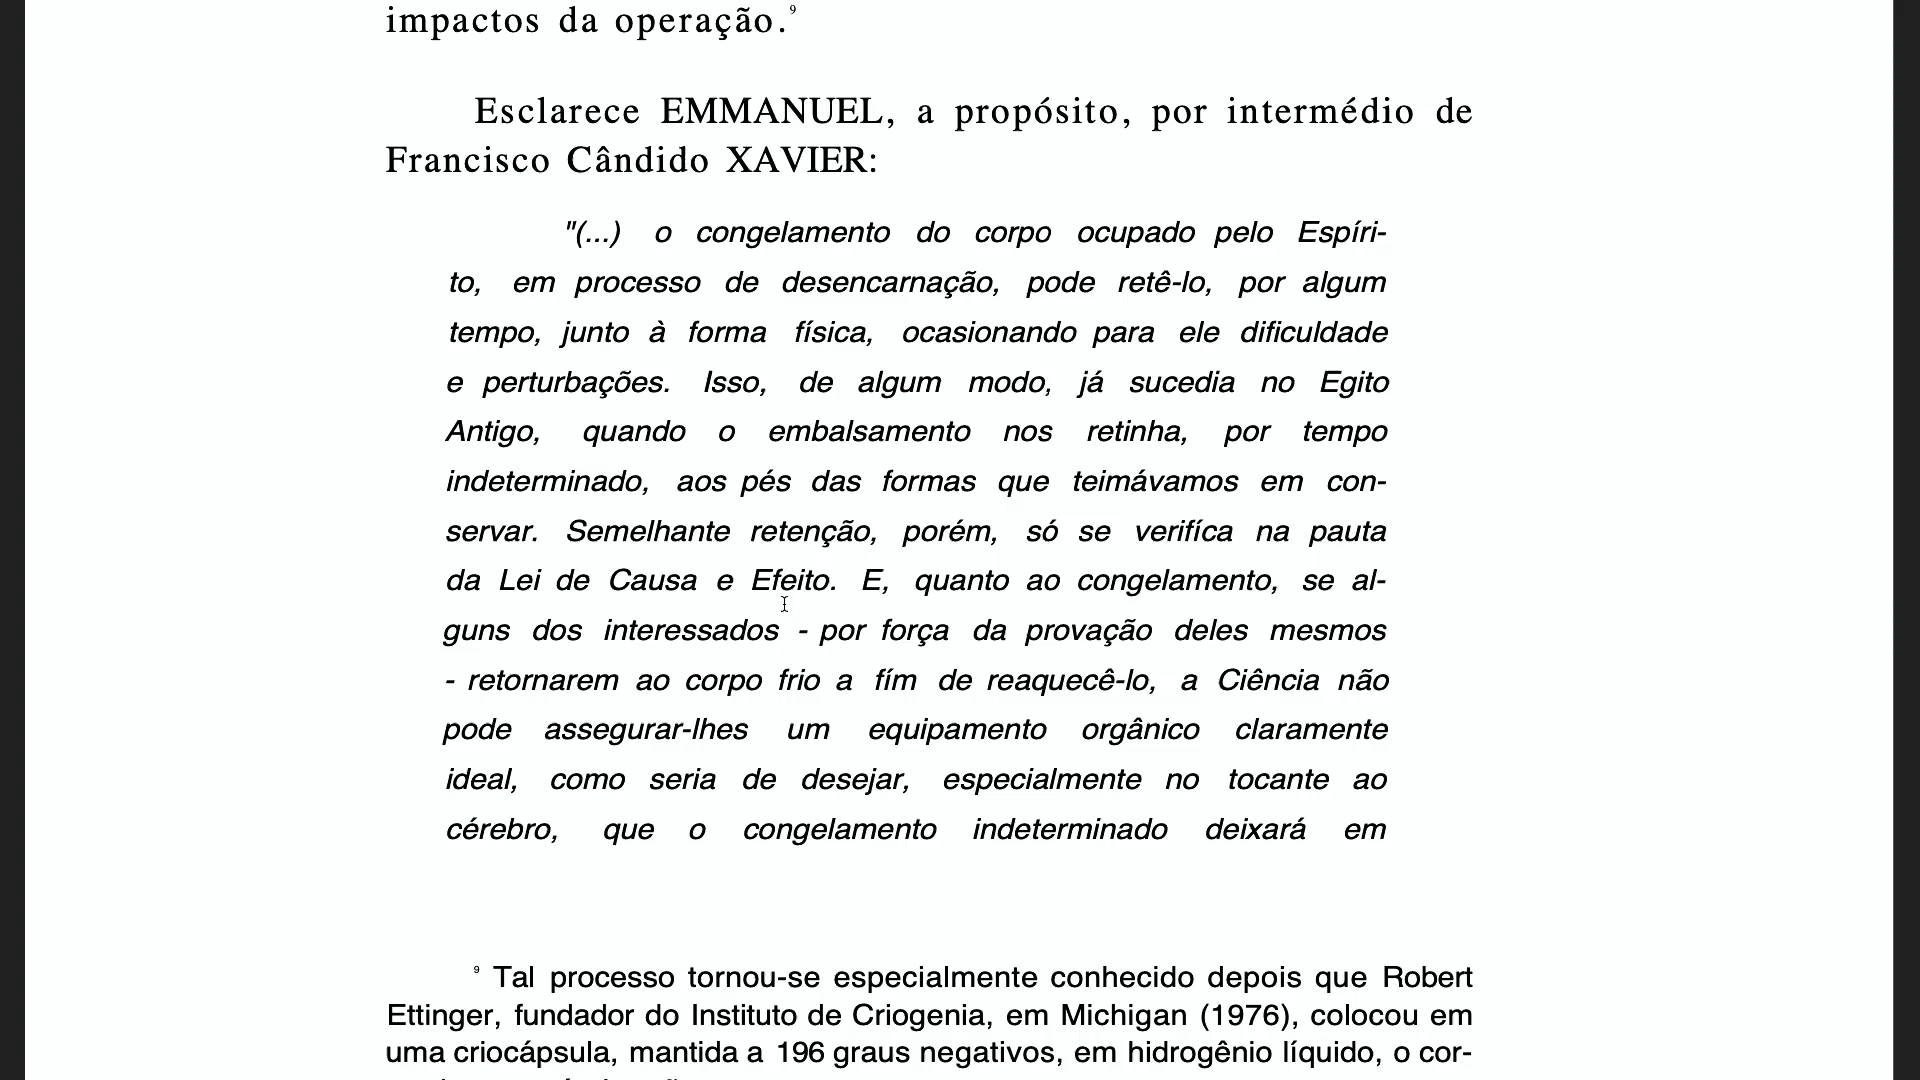 impactos da operação.⁹
Esclarece EMMANUEL, a propósito, por intermédio de
Francisco Cândido XAVIER:
"(...) o congelamento do corpo ocupado pelo Espíri-
to, em processo de desencarnação, pode retê-lo, por algum
tempo, junto à forma física, ocasionando para ele dificuldade
e perturbações. Isso, de algum modo, já sucedia no Egito
Antigo, quando o embalsamento nos retinha, por tempo
indeterminado, aos pés das formas que teimávamos em con-
servar. Semelhante retenção, porém, só se verifíca na pauta
da Lei de Causa e Efeito. E, quanto ao congelamento, se al-
guns dos interessados - por força da provação deles mesmos
- retornarem ao corpo frio a fím de reaquecê-lo, a Ciência não
pode assegurar-lhes um equipamento orgânico claramente
ideal, como seria de desejar, especialmente no tocante ao
cérebro, que o congelamento indeterminado deixará em
⁹ Tal processo tornou-se especialmente conhecido depois que Robert
Ettinger, fundador do Instituto de Criogenia, em Michigan (1976), colocou em
uma criocápsula, mantida a 196 graus negativos, em hidrogênio líquido, o cor-